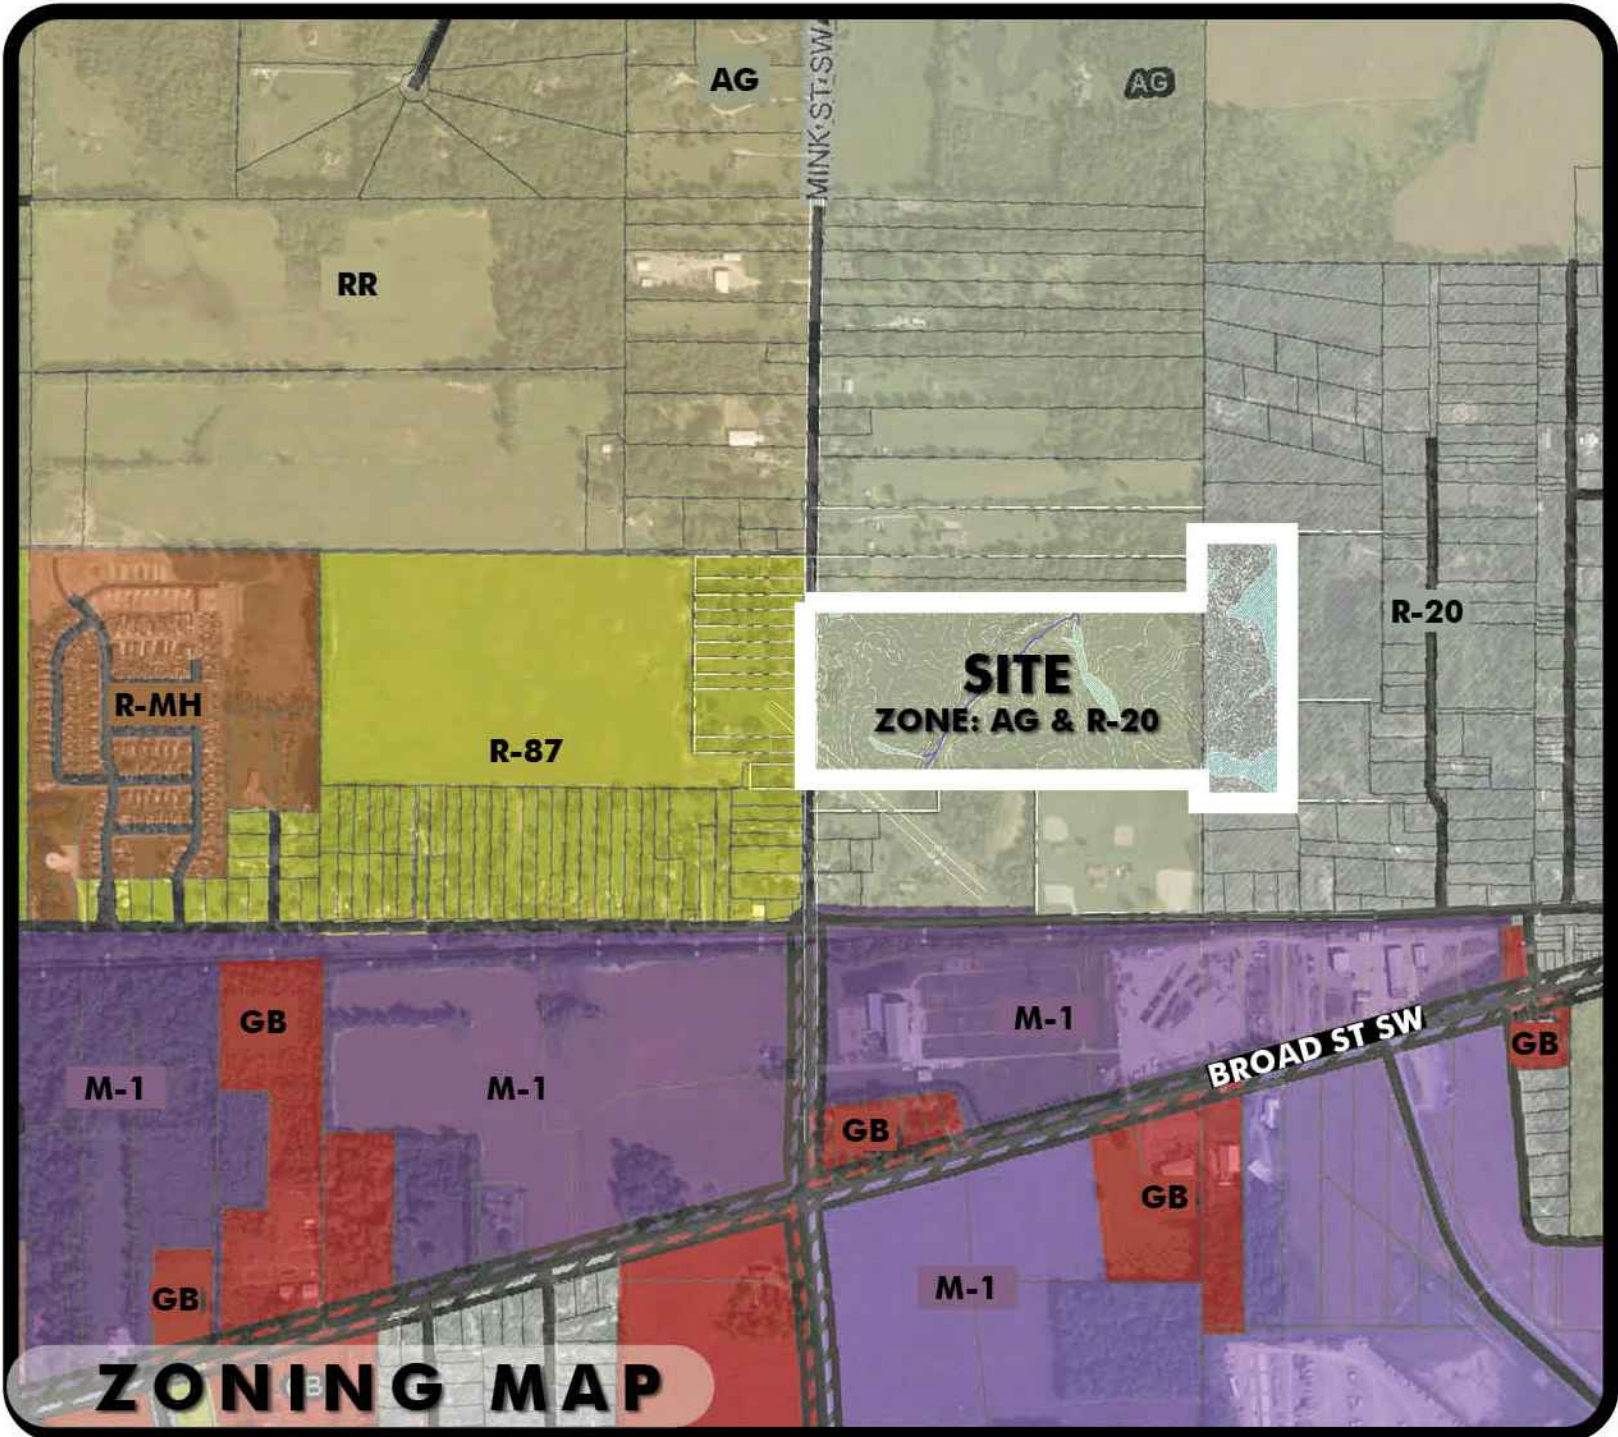 AG
MINK ST SW
AG
RR
R-20
SITE
ZONE: AG & R-20
R-MH
R-87
GB
M-1
M-1
M-1
BROAD ST SW
GB
GB
GB
M-1
GB
ZONING MAP